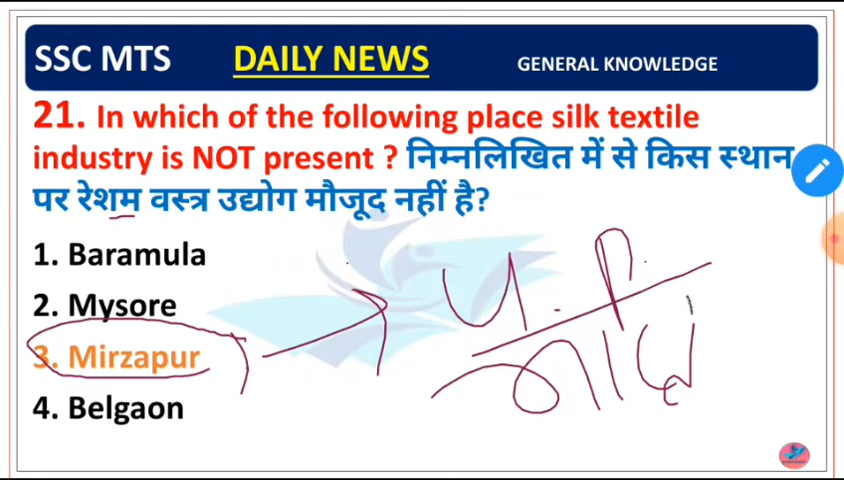 SSC MTS DAILY NEWS GENERAL KNOWLEDGE
21. In which of the following place silk textile
industry is NOT present ? निम्नलिखित में से किस स्थान
पर रेशम वस्त्र उद्योग मौजूद नहीं है?
1. Baramula
2. Mysore
3. Mirzapur
4. Belgaon
U.P.